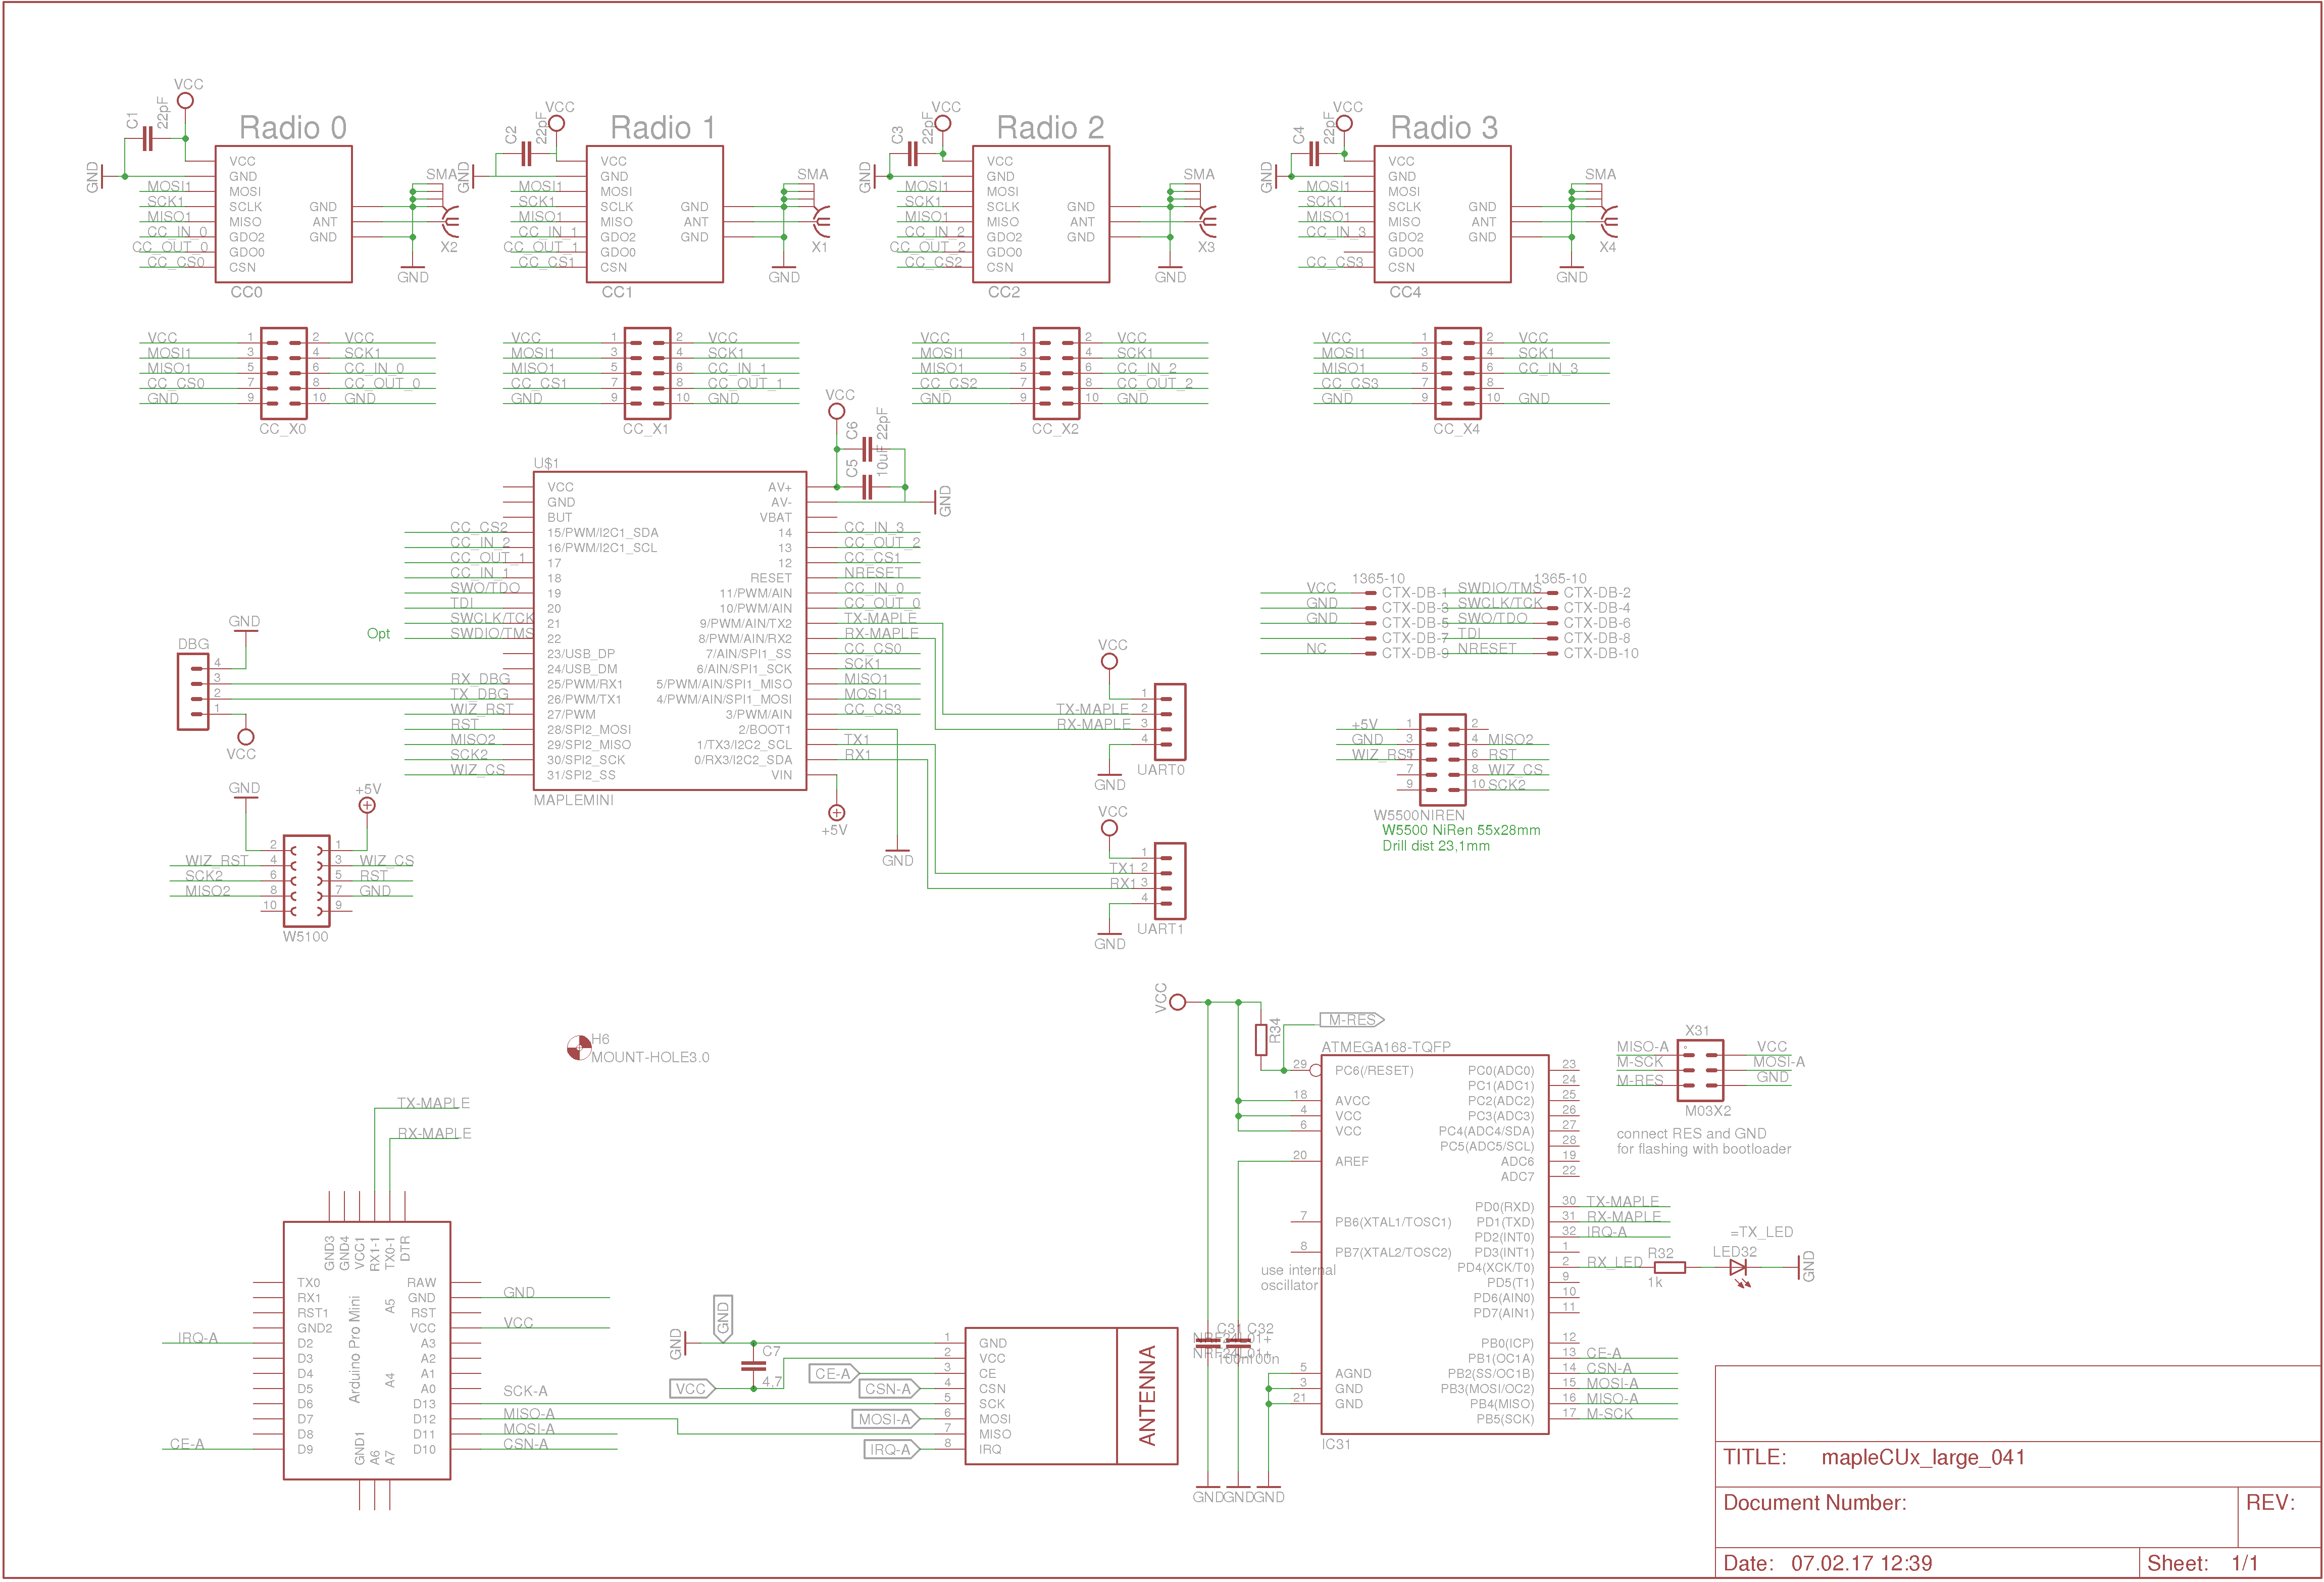 Radio 0
Radio 1
Radio 2
Radio 3
VCC
C1
22pF
GND
VCC
GND
MOSI
SCLK
MISO
GDO2
GDO0
CSN
GND
ANT
GND
MOSI1
SCK1
MISO1
CC_IN_0
CC_OUT_0
CC_CS0
CC0
SMA
X2
GND
VCC
C2
22pF
GND
VCC
GND
MOSI
SCLK
MISO
GDO2
GDO0
CSN
GND
ANT
GND
MOSI1
SCK1
MISO1
CC_IN_1
CC_OUT_1
CC_CS1
CC1
SMA
X1
GND
VCC
C3
22pF
GND
VCC
GND
MOSI
SCLK
MISO
GDO2
GDO0
CSN
GND
ANT
GND
MOSI1
SCK1
MISO1
CC_IN_2
CC_OUT_2
CC_CS2
CC2
SMA
X3
GND
VCC
C4
22pF
GND
VCC
GND
MOSI
SCLK
MISO
GDO2
GDO0
CSN
GND
ANT
GND
MOSI1
SCK1
MISO1
CC_IN_3
CC_CS3
CC4
SMA
X4
GND
VCC 1 2 VCC
MOSI1 3 4 SCK1
MISO1 5 6 CC_IN_0
CC_CS0 7 8 CC_OUT_0
GND 9 10 GND
CC_X0
VCC 1 2 VCC
MOSI1 3 4 SCK1
MISO1 5 6 CC_IN_1
CC_CS1 7 8 CC_OUT_1
GND 9 10 GND
CC_X1
VCC 1 2 VCC
MOSI1 3 4 SCK1
MISO1 5 6 CC_IN_2
CC_CS2 7 8 CC_OUT_2
GND 9 10 GND
CC_X2
VCC 1 2 VCC
MOSI1 3 4 SCK1
MISO1 5 6 CC_IN_3
CC_CS3 7 8
GND 9 10 GND
CC_X4
VCC
C6
22pF
C5
10uF
GND
U$1
VCC AV+
GND AV-
BUT VBAT
CC_CS2 15/PWM/I2C1_SDA 14 CC_IN_3
CC_IN_2 16/PWM/I2C1_SCL 13 CC_OUT_2
CC_OUT_1 17 12 CC_CS1
CC_IN_1 18 RESET NRESET
SWO/TDO 19 11/PWM/AIN CC_IN_0
TDI 20 10/PWM/AIN CC_OUT_0
SWCLK/TCK 21 9/PWM/AIN/TX2 TX-MAPLE
Opt SWDIO/TMS 22 8/PWM/AIN/RX2 RX-MAPLE
23/USB_DP 7/AIN/SPI1_SS CC_CS0
24/USB_DM 6/AIN/SPI1_SCK SCK1
RX_DBG 25/PWM/RX1 5/PWM/AIN/SPI1_MISO MISO1
TX_DBG 26/PWM/TX1 4/PWM/AIN/SPI1_MOSI MOSI1
WIZ_RST 27/PWM 3/PWM/AIN CC_CS3
RST 28/SPI2_MOSI 2/BOOT1
MISO2 29/SPI2_MISO 1/TX3/I2C2_SCL TX1
SCK2 30/SPI2_SCK 0/RX3/I2C2_SDA RX1
WIZ_CS 31/SPI2_SS VIN
MAPLEMINI
+5V
GND
GND
DBG
4
3
2
1
VCC
GND
+5V
2 1
WIZ_RST 4 3 WIZ_CS
SCK2 6 5 RST
MISO2 8 7 GND
10 9
W5100
VCC
1
TX-MAPLE 2
RX-MAPLE 3
4
GND
UART0
VCC
1
TX1 2
RX1 3
4
GND
UART1
1365-10 1365-10
VCC CTX-DB-1 SWDIO/TMS CTX-DB-2
GND CTX-DB-3 SWCLK/TCK CTX-DB-4
GND CTX-DB-5 SWO/TDO CTX-DB-6
CTX-DB-7 TDI CTX-DB-8
NC CTX-DB-9 NRESET CTX-DB-10
+5V 1 2
GND 3 4 MISO2
WIZ_RST 5 6 RST
7 8 WIZ_CS
9 10 SCK2
W5500NIREN
W5500 NiRen 55x28mm
Drill dist 23,1mm
H6
MOUNT-HOLE3.0
TX-MAPLE
RX-MAPLE
GND3
GND4
VCC1
RX1-1
TX0-1
DTR
TX0 RAW
RX1 GND GND
RST1 RST
GND2 VCC VCC
IRQ-A D2 A3
D3 A2
D4 A1
D5 A0
D6 D13 SCK-A
D7 D12 MISO-A
D8 D11 MOSI-A
CE-A D9 D10 CSN-A
Arduino Pro Mini
A5
A4
GND1
A6
A7
GND
GND
C7
4,7
VCC
CE-A
CSN-A
MOSI-A
IRQ-A
1 GND
2 VCC
3 CE
4 CSN
5 SCK
6 MOSI
7 MISO
8 IRQ
ANTENNA
NRF24L01+
NRF24L01+
C31
C32
100n
GND
GND
GND
VCC
R34
M-RES
ATMEGA168-TQFP
29 PC6(/RESET)
18 AVCC
4 VCC
6 VCC
20 AREF
7 PB6(XTAL1/TOSC1)
8 PB7(XTAL2/TOSC2)
use internal
oscillator
5 AGND
3 GND
21 GND
PC0(ADC0) 23
PC1(ADC1) 24
PC2(ADC2) 25
PC3(ADC3) 26
PC4(ADC4/SDA) 27
PC5(ADC5/SCL) 28
ADC6 19
ADC7 22
PD0(RXD) 30 TX-MAPLE
PD1(TXD) 31 RX-MAPLE
PD2(INT0) 32 IRQ-A
PD3(INT1) 1
PD4(XCK/T0) 2 RX_LED
PD5(T1) 9
PD6(AIN0) 10
PD7(AIN1) 11
PB0(ICP) 12
PB1(OC1A) 13 CE-A
PB2(SS/OC1B) 14 CSN-A
PB3(MOSI/OC2) 15 MOSI-A
PB4(MISO) 16 MISO-A
PB5(SCK) 17 M-SCK
IC31
R32
1k
=TX_LED
LED32
GND
X31
MISO-A VCC
M-SCK MOSI-A
M-RES GND
M03X2
connect RES and GND
for flashing with bootloader
TITLE: mapleCUx_large_041
Document Number:
REV:
Date: 07.02.17 12:39
Sheet: 1/1